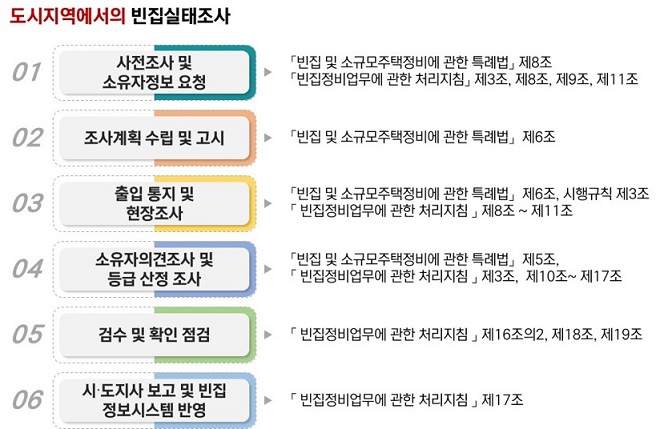 도시지역에서의 빈집실태조사
01
사전조사 및
소유자정보 요청
「빈집 및 소규모주택정비에 관한 특례법」 제8조
「빈집정비업무에 관한 처리지침」 제3조, 제8조, 제9조, 제11조
02
조사계획 수립 및 고시
「빈집 및 소규모주택정비에 관한 특례법」 제6조
03
출입 통지 및
현장조사
「빈집 및 소규모주택정비에 관한 특례법」 제6조, 시행규칙 제3조
「 빈집정비업무에 관한 처리지침 」 제8조 ~ 제11조
04
소유자의견조사 및
등급 산정 조사
「빈집 및 소규모주택정비에 관한 특례법」 제5조,
「 빈집정비업무에 관한 처리지침 」 제3조, 제10조~ 제17조
05
검수 및 확인 점검
「 빈집정비업무에 관한 처리지침 」 제16조의2, 제18조, 제19조
06
시·도지사 보고 및 빈집
정보시스템 반영
「 빈집정비업무에 관한 처리지침 」 제17조